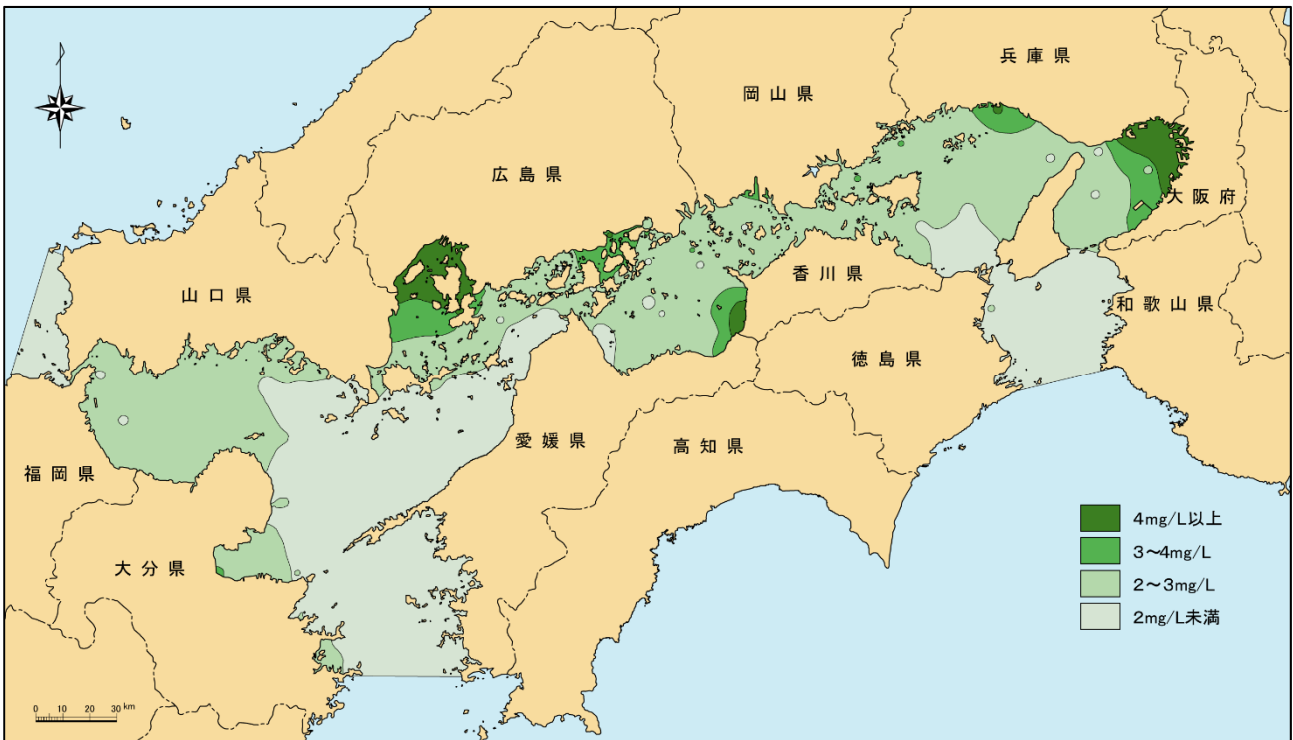 兵庫県
岡山県
広島県
大阪府
香川県
山口県
和歌山県
徳島県
愛媛県
高知県
福岡県
大分県
4mg/L以上
3～4mg/L
2～3mg/L
2mg/L未満
0 10 20 30 km